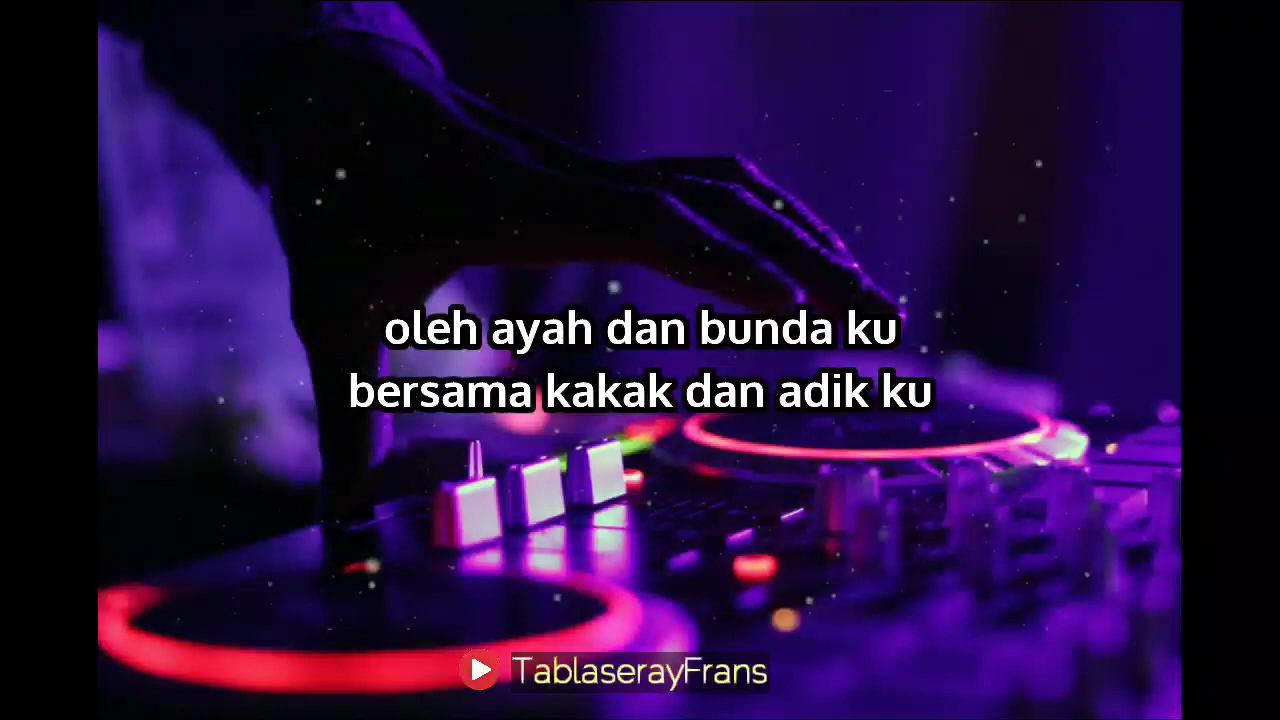 oleh ayah dan bunda ku
bersama kakak dan adik ku
TablaserayFrans